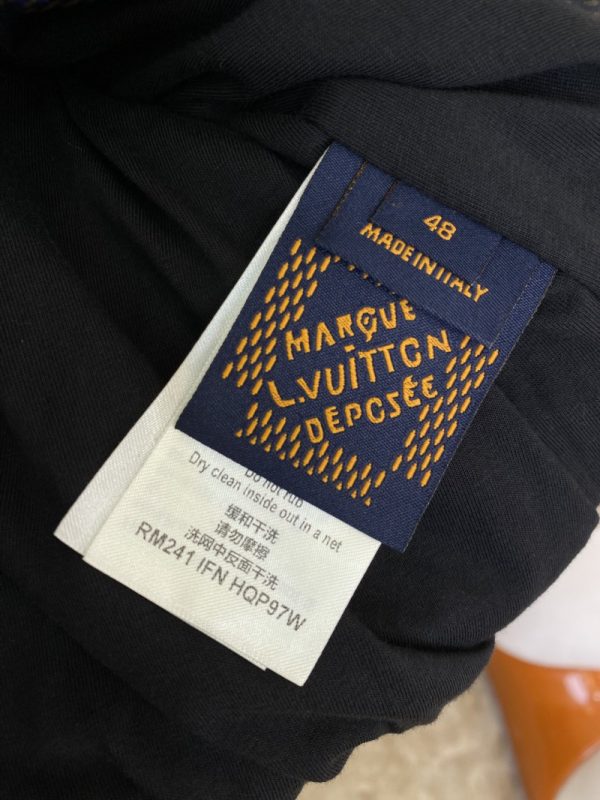 48
MADE IN ITALY
MARQUE
L.VUITTON
DEPOSÉE
Do not rub
Dry clean inside out in a net
缓和干洗
请勿摩擦
洗网中反面干洗
RM241 IFN HQP97W